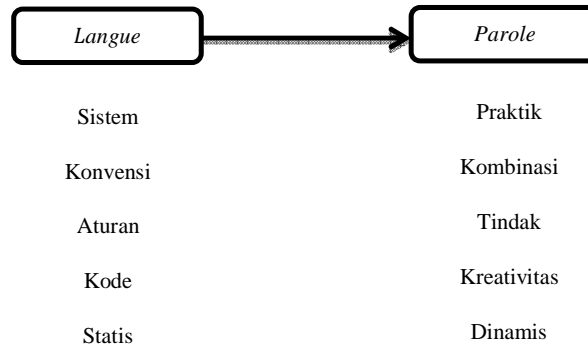 Langue Parole
Sistem Praktik
Konvensi Kombinasi
Aturan Tindak
Kode Kreativitas
Statis Dinamis